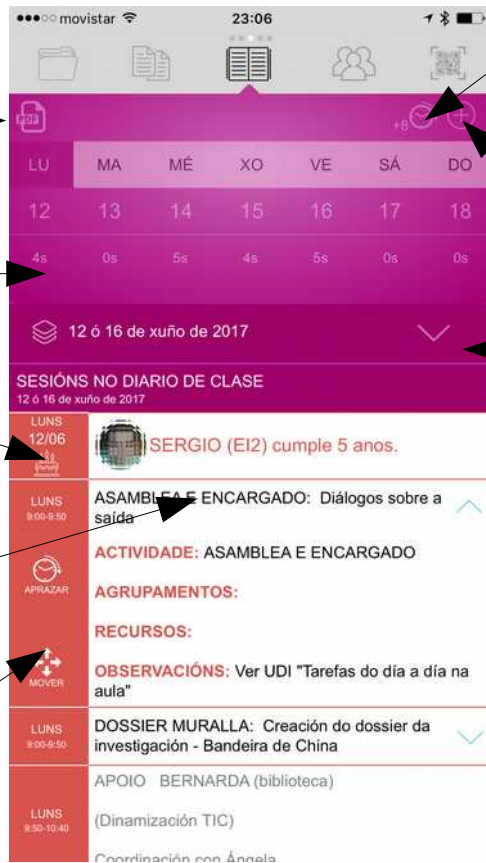 movistar 23:06
PDF +8
LU MA MÉ XO VE SÁ DO
12 13 14 15 16 17 18
4s 0s 5s 4s 5s 0s 0s
12 ó 16 de xuño de 2017
SESIÓNS NO DIARIO DE CLASE
12 ó 16 de xuño de 2017
LUNS
12/06
SERGIO (EI2) cumple 5 anos.
LUNS
9:00-9:50
ASAMBLEA E ENCARGADO: Diálogos sobre a
saída
APRAZAR
ACTIVIDADE: ASAMBLEA E ENCARGADO
AGRUPAMENTOS:
RECURSOS:
MOVER
OBSERVACIÓNS: Ver UDI "Tarefas do día a día na
aula"
LUNS
9:00-9:50
DOSSIER MURALLA: Creación do dossier da
investigación - Bandeira de China
LUNS
9:50-10:40
APOIO BERNARDA (biblioteca)
(Dinamización TIC)
Coordinación con Ángela